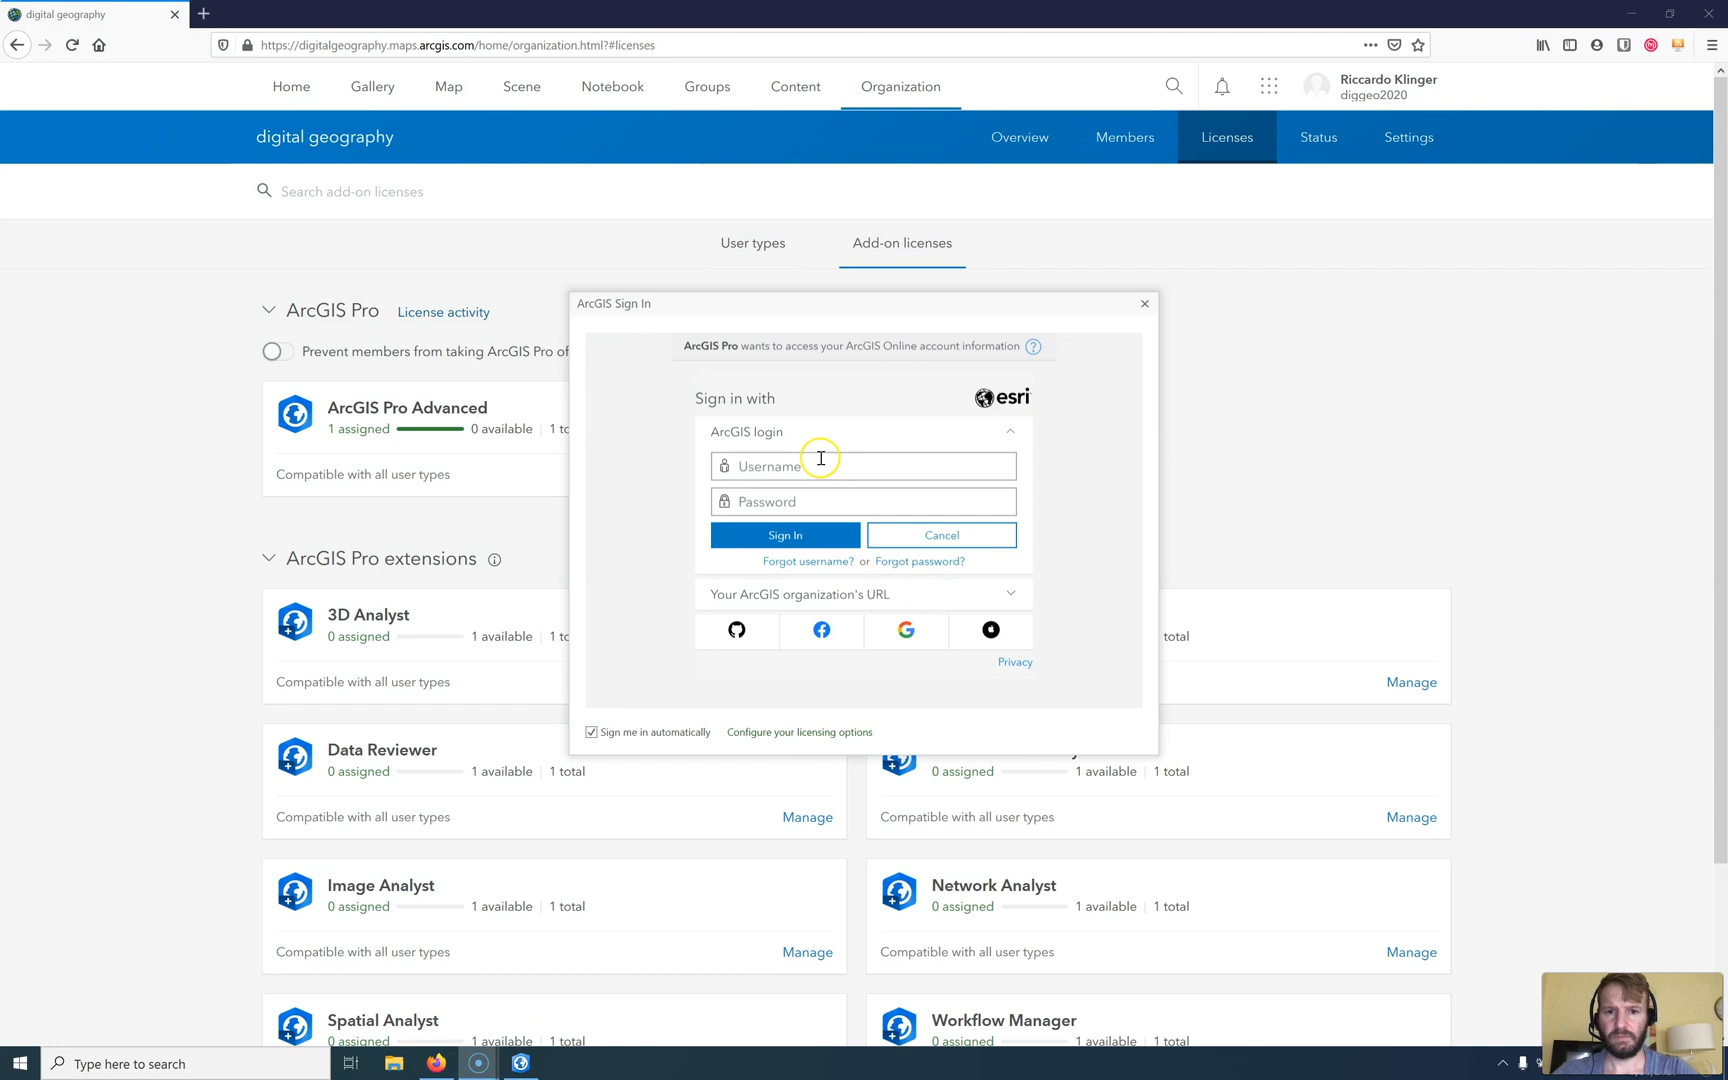 digital geography
https://digitalgeography.maps.arcgis.com/home/organization.html?#licenses
Home Gallery Map Scene Notebook Groups Content Organization
Riccardo Klinger
diggeo2020
digital geography
Overview Members Licenses Status Settings
Search add-on licenses
User types Add-on licenses
ArcGIS Pro License activity
Prevent members from taking ArcGIS Pro
ArcGIS Pro Advanced
1 assigned 0 available
Compatible with all user types
ArcGIS Sign In
ArcGIS Pro wants to access your ArcGIS Online account information ?
Sign in with esri
ArcGIS login
Username
Password
Sign In Cancel
Forgot username? or Forgot password?
Your ArcGIS organization's URL
Privacy
Sign me in automatically Configure your licensing options
ArcGIS Pro extensions
3D Analyst
0 assigned 1 available
total
Compatible with all user types
Manage
Data Reviewer
0 assigned 1 available 1 total
0 assigned 1 available 1 total
Compatible with all user types Manage
Compatible with all user types Manage
Image Analyst
0 assigned 1 available 1 total
Compatible with all user types Manage
Network Analyst
0 assigned 1 available 1 total
Compatible with all user types Manage
Spatial Analyst
0 assigned 1 available 1 total
Workflow Manager
0 assigned 1 available 1 total
Type here to search